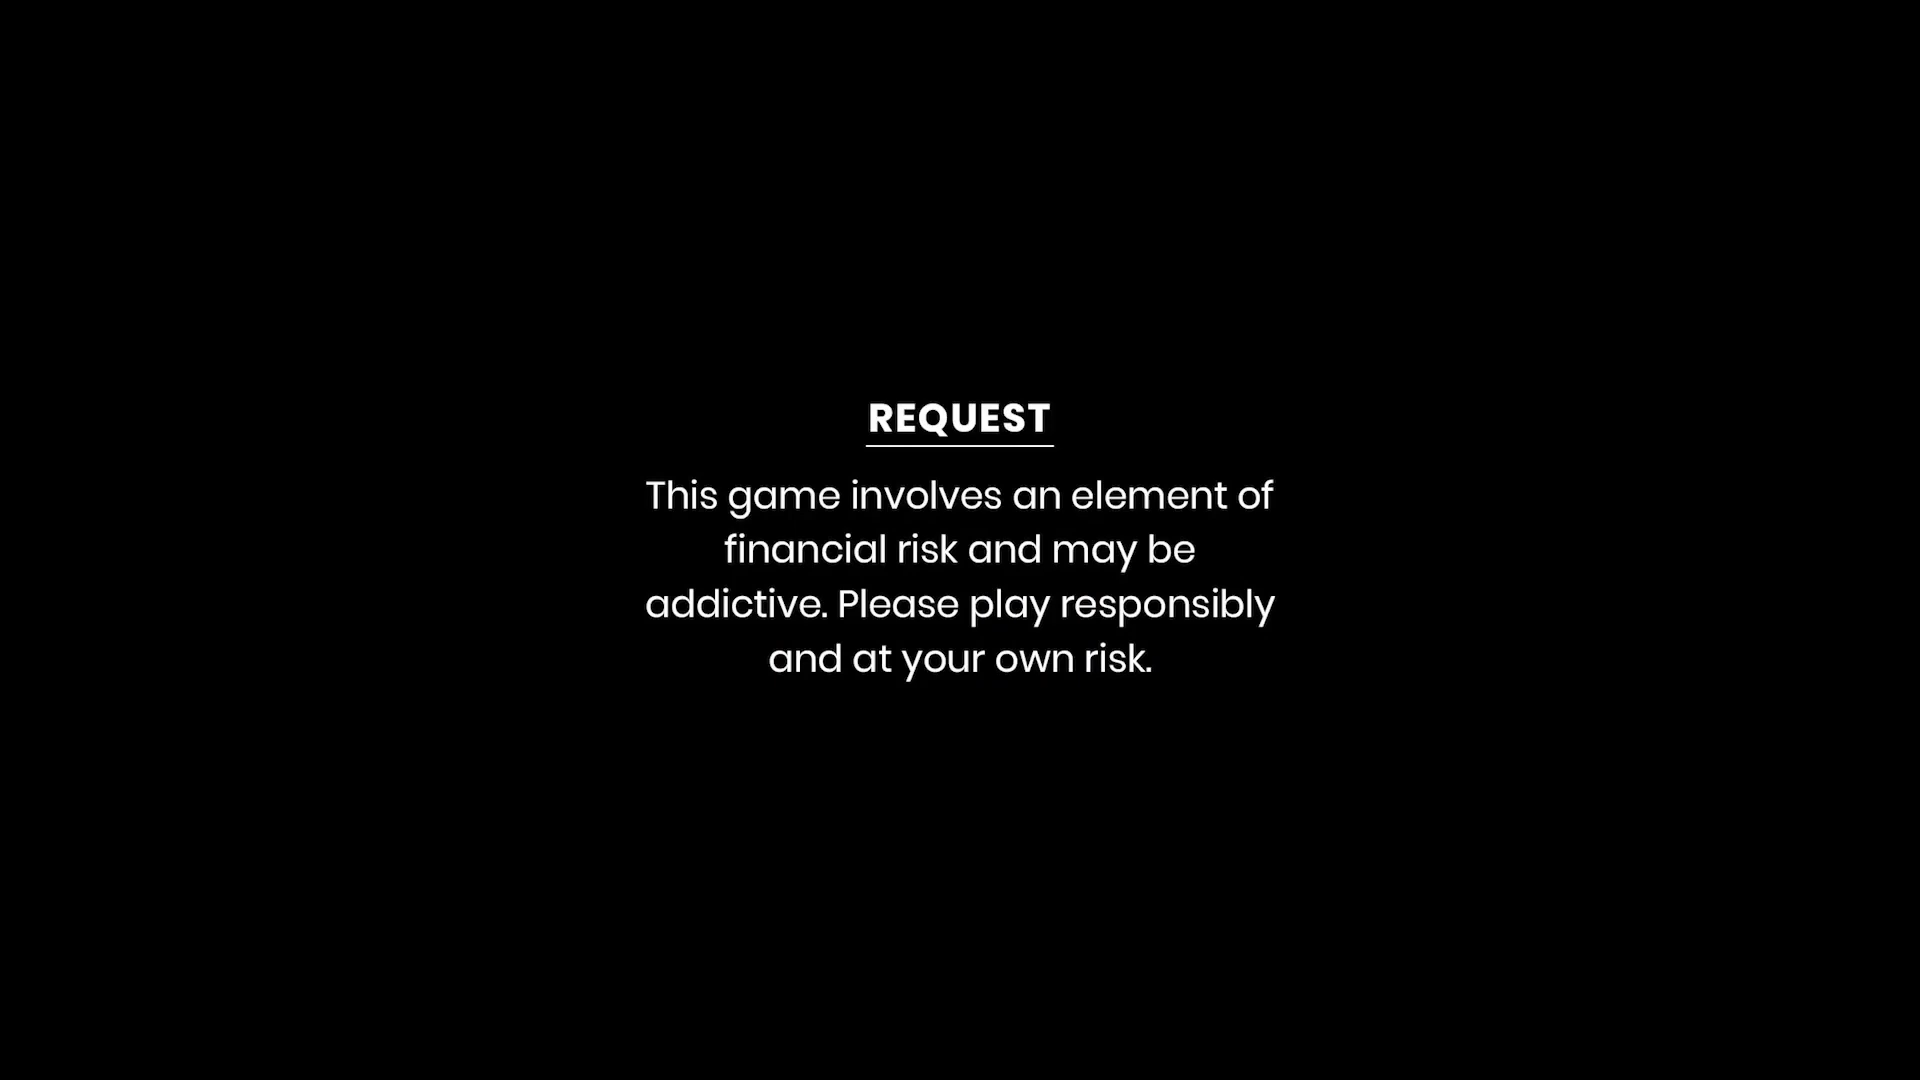 REQUEST
This game involves an element of
financial risk and may be
addictive. Please play responsibly
and at your own risk.